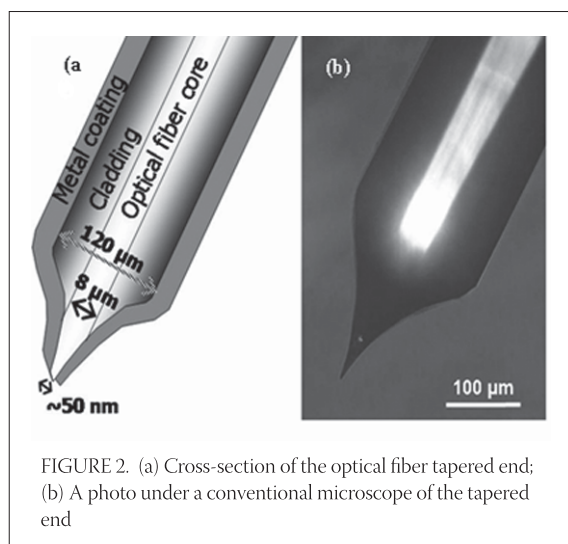 (a
(b)
Metal coating
Cladding
Optical fiber core
120 µm
8 µm
~50 nm
100 µm
FIGURE 2. (a) Cross-section of the optical fiber tapered end;
(b) A photo under a conventional microscope of the tapered
end